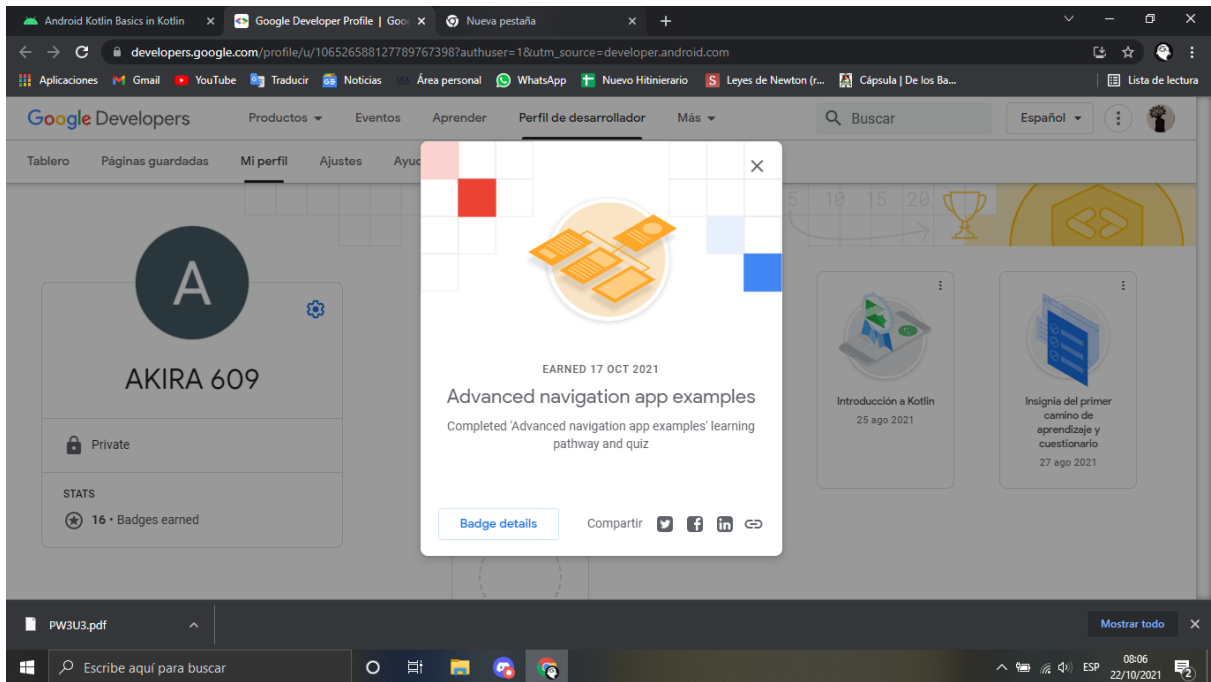 Android Kotlin Basics in Kotlin
Google Developer Profile | Goo
Nueva pestaña
developers.google.com/profile/u/106526588127789767398?authuser=1&utm_source=developer.android.com
Aplicaciones Gmail YouTube Traducir Noticias Área personal WhatsApp Nuevo Hitinierario Leyes de Newton (r... Cápsula | De los Ba... Lista de lectura
Google Developers Productos Eventos Aprender Perfil de desarrollador Más Buscar Español
Tablero Páginas guardadas Mi perfil Ajustes Ayu
5 10 15 20
A
AKIRA 609
Private
STATS
16 • Badges earned
EARNED 17 OCT 2021
Advanced navigation app examples
Completed 'Advanced navigation app examples' learning
pathway and quiz
Badge details Compartir
Introducción a Kotlin
25 ago 2021
Insignia del primer
camino de
aprendizaje y
cuestionario
27 ago 2021
PW3U3.pdf
Mostrar todo
Escribe aquí para buscar
ESP
08:06
22/10/2021
2